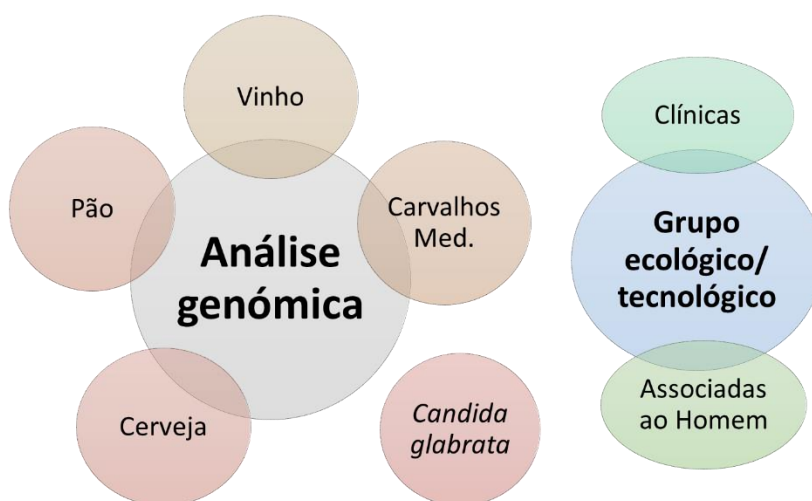 Vinho
Pão
Carvalhos
Med.
Análise
genómica
Cerveja
Candida
glabrata
Clínicas
Grupo
ecológico/
tecnológico
Associadas
ao Homem